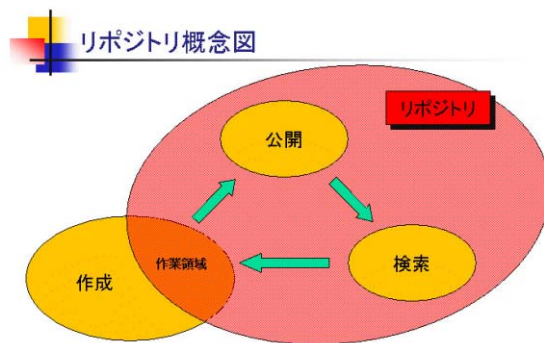 リポジトリ概念図
リポジトリ
公開
作業領域
作成
検索